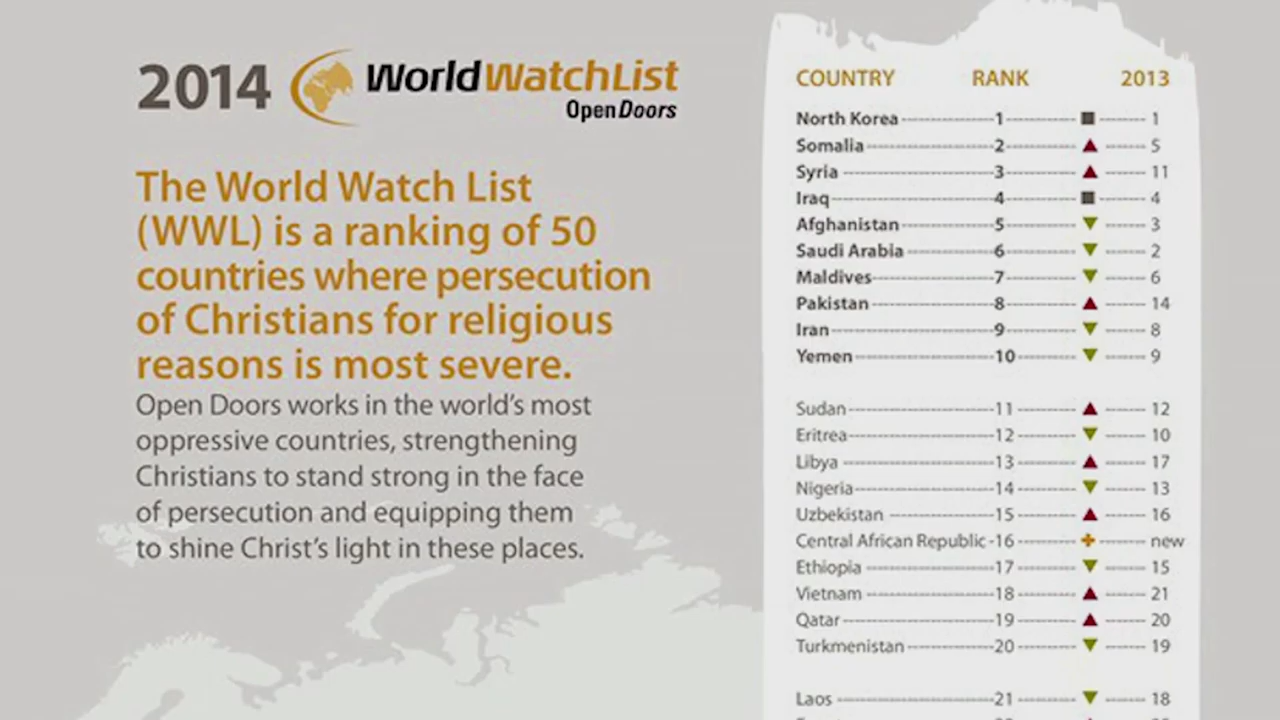 2014 WorldWatchList
OpenDoors
The World Watch List
(WWL) is a ranking of 50
countries where persecution
of Christians for religious
reasons is most severe.
Open Doors works in the world's most
oppressive countries, strengthening
Christians to stand strong in the face
of persecution and equipping them
to shine Christ's light in these places.
COUNTRY RANK 2013
North Korea 1 1
Somalia 2 5
Syria 3 11
Iraq 4 4
Afghanistan 5 3
Saudi Arabia 6 2
Maldives 7 6
Pakistan 8 14
Iran 9 8
Yemen 10 9
Sudan 11 12
Eritrea 12 10
Libya 13 17
Nigeria 14 13
Uzbekistan 15 16
Central African Republic 16 new
Ethiopia 17 15
Vietnam 18 21
Qatar 19 20
Turkmenistan 20 19
Laos 21 18